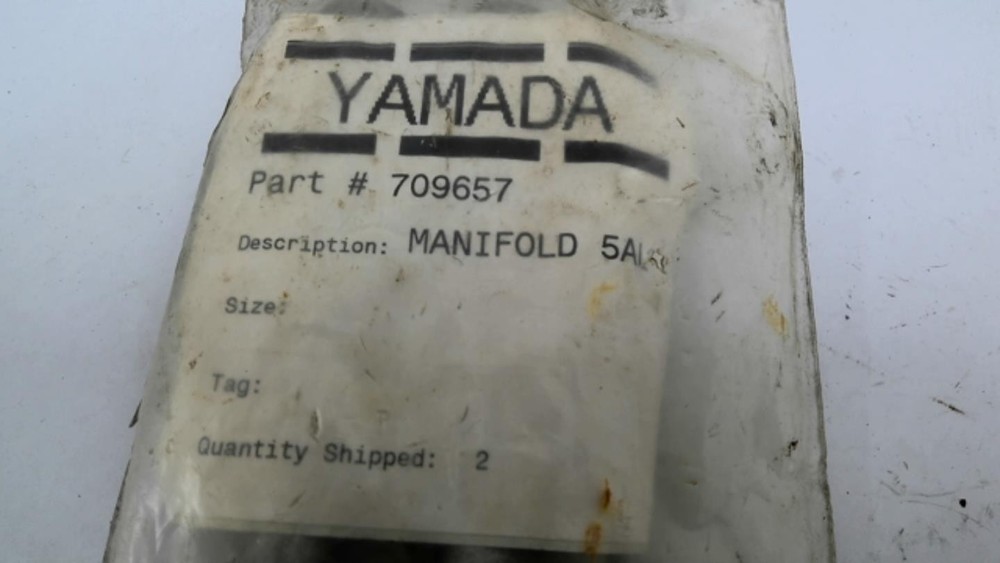 YAMADA
Part # 709657
Description: MANIFOLD
Size:
Tag:
Quantity Shipped: 2